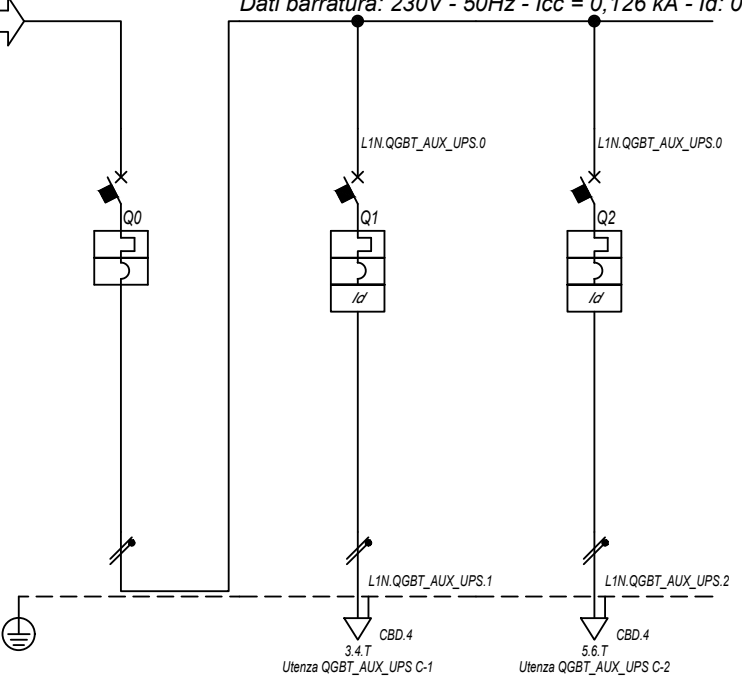 Dati barratura: 230V - 50Hz - Icc = 0,126 kA - Id: 0
L1N.QGBT_AUX_UPS.0
L1N.QGBT_AUX_UPS.0
Q0
Q1
Q2
Id
Id
L1N.QGBT_AUX_UPS.1
L1N.QGBT_AUX_UPS.2
CBD.4
CBD.4
3.4.T
5.6.T
Utenza QGBT_AUX_UPS C-1
Utenza QGBT_AUX_UPS C-2